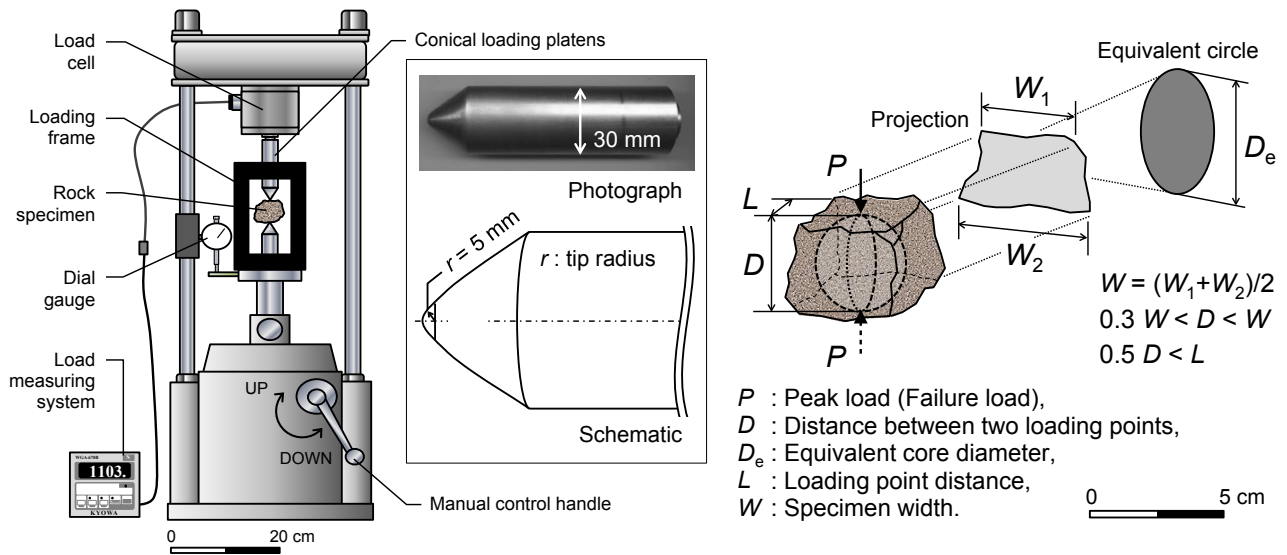 Load
cell
Loading
frame
Rock
specimen
Dial
gauge
Load
measuring
system
1103.
KYOWA
UP
DOWN
0 20 cm
Conical loading platens
30 mm
Photograph
r = 5 mm
r : tip radius
Schematic
Manual control handle
Equivalent circle
Projection
W1
W2
De
P
L
D
P
W = (W1+W2)/2
0.3 W < D < W
0.5 D < L
P : Peak load (Failure load),
D : Distance between two loading points,
De : Equivalent core diameter,
L : Loading point distance,
W : Specimen width.
0 5 cm